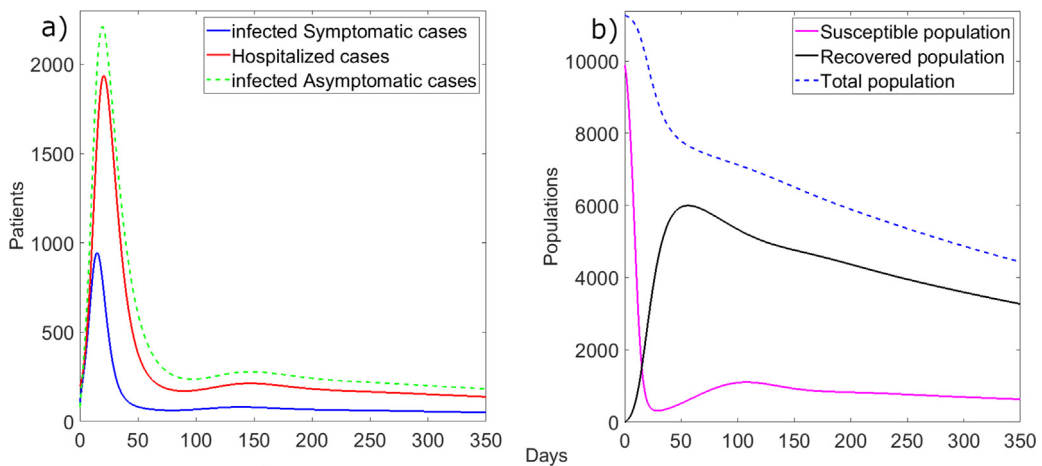 a)
infected Symptomatic cases
Hospitalized cases
infected Asymptomatic cases
Patients
2000
1500
1000
500
0
0 50 100 150 200 250 300 350
b)
Susceptible population
Recovered population
Total population
Populations
10000
8000
6000
4000
2000
0
0 50 100 150 200 250 300 350
Days